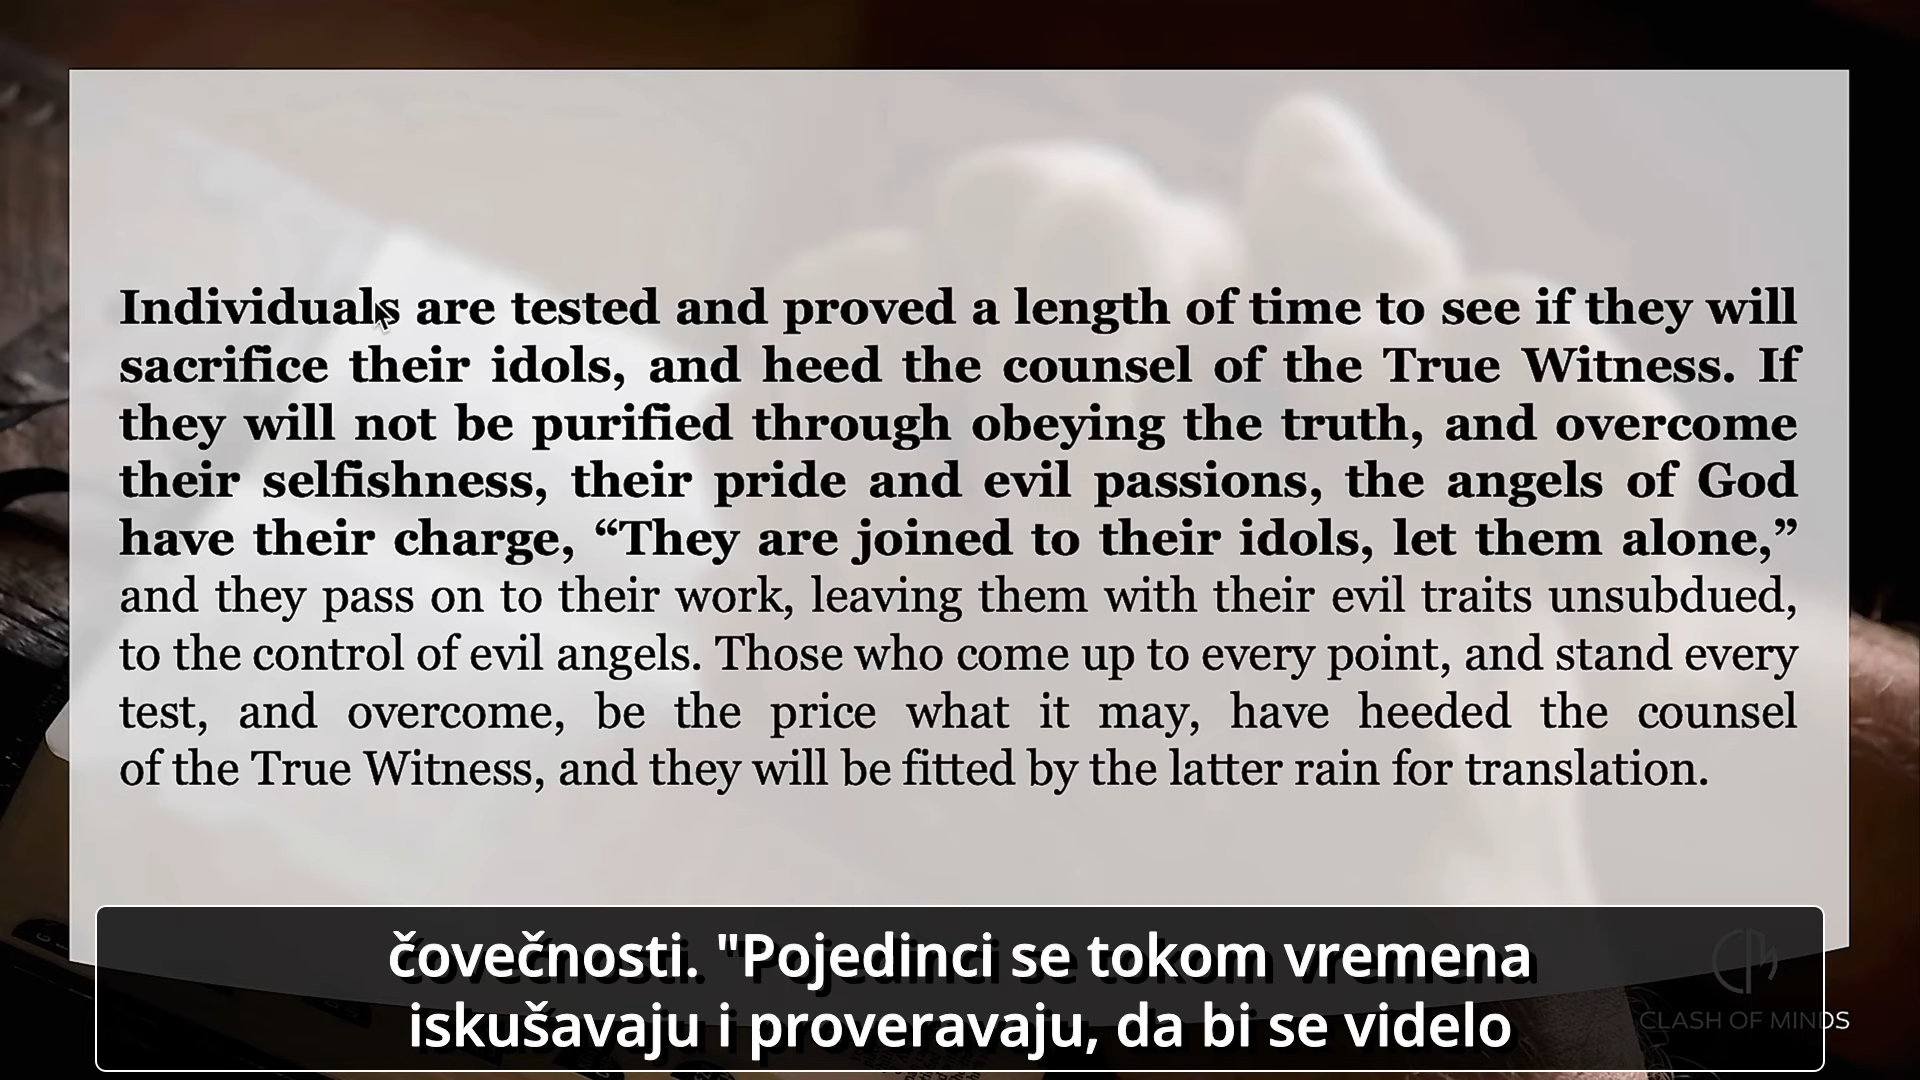 Individuals are tested and proved a length of time to see if they will
sacrifice their idols, and heed the counsel of the True Witness. If
they will not be purified through obeying the truth, and overcome
their selfishness, their pride and evil passions, the angels of God
have their charge, “They are joined to their idols, let them alone,”
and they pass on to their work, leaving them with their evil traits unsubdued,
to the control of evil angels. Those who come up to every point, and stand every
test, and overcome, be the price what it may, have heeded the counsel
of the True Witness, and they will be fitted by the latter rain for translation.
čovečnosti. "Pojedinci se tokom vremena
iskušavaju i proveravaju, da bi se videlo
CLASH OF MINDS